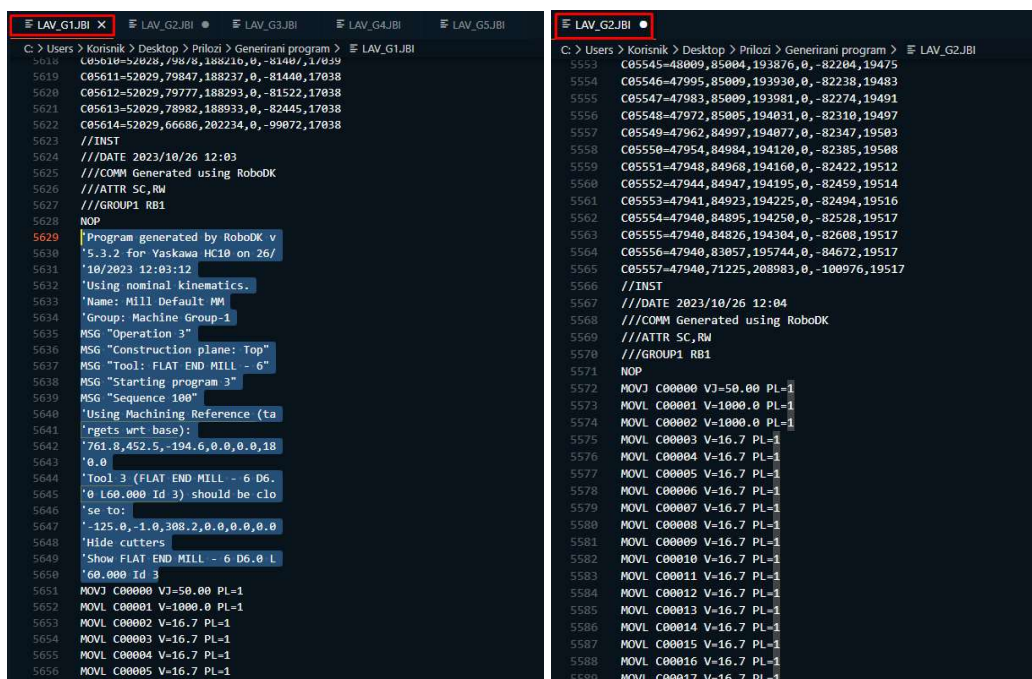 LAV_G1.JBI × LAV_G2.JBI ● LAV_G3.JBI LAV_G4.JBI LAV_G5.JBI
C: > Users > Korisnik > Desktop > Prilozi > Generirani program > LAV_G1.JBI
5618 C05610=52028,79878,188216,0,-81407,17039
5619 C05611=52029,79847,188237,0,-81440,17038
5620 C05612=52029,79777,188293,0,-81522,17038
5621 C05613=52029,78982,188933,0,-82445,17038
5622 C05614=52029,66686,202234,0,-99072,17038
5623 //INST
5624 ///DATE 2023/10/26 12:03
5625 ///COMM Generated using RoboDK
5626 ///ATTR SC,RW
5627 ///GROUP1 RB1
5628 NOP
5629 'Program generated by RoboDK v
5630 '5.3.2 for Yaskawa HC10 on 26/
5631 '10/2023 12:03:12
5632 'Using nominal kinematics.
5633 'Name: Mill Default MM
5634 'Group: Machine Group-1
5635 MSG "Operation 3"
5636 MSG "Construction plane: Top"
5637 MSG "Tool: FLAT END MILL - 6"
5638 MSG "Starting program 3"
5639 MSG "Sequence 100"
5640 'Using Machining Reference (ta
5641 'rgets wrt base):
5642 '761.8,452.5,-194.6,0.0,0.0,18
5643 '0.0
5644 'Tool 3 (FLAT END MILL - 6 D6.
5645 '0 L60.000 Id 3) should be clo
5646 'se to:
5647 '-125.0,-1.0,308.2,0.0,0.0,0.0
5648 'Hide cutters
5649 'Show FLAT END MILL - 6 D6.0 L
5650 '60.000 Id 3
5651 MOVJ C00000 VJ=50.00 PL=1
5652 MOVL C00001 V=1000.0 PL=1
5653 MOVL C00002 V=16.7 PL=1
5654 MOVL C00003 V=16.7 PL=1
5655 MOVL C00004 V=16.7 PL=1
5656 MOVL C00005 V=16.7 PL=1
LAV_G2.JBI ●
C: > Users > Korisnik > Desktop > Prilozi > Generirani program > LAV_G2.JBI
5553 C05545=48009,85004,193876,0,-82204,19475
5554 C05546=47995,85009,193930,0,-82238,19483
5555 C05547=47983,85009,193981,0,-82274,19491
5556 C05548=47972,85005,194031,0,-82310,19497
5557 C05549=47962,84997,194077,0,-82347,19503
5558 C05550=47954,84984,194120,0,-82385,19508
5559 C05551=47948,84968,194160,0,-82422,19512
5560 C05552=47944,84947,194195,0,-82459,19514
5561 C05553=47941,84923,194225,0,-82494,19516
5562 C05554=47940,84895,194250,0,-82528,19517
5563 C05555=47940,84826,194304,0,-82608,19517
5564 C05556=47940,83057,195744,0,-84672,19517
5565 C05557=47940,71225,208983,0,-100976,19517
5566 //INST
5567 ///DATE 2023/10/26 12:04
5568 ///COMM Generated using RoboDK
5569 ///ATTR SC,RW
5570 ///GROUP1 RB1
5571 NOP
5572 MOVJ C00000 VJ=50.00 PL=1
5573 MOVL C00001 V=1000.0 PL=1
5574 MOVL C00002 V=1000.0 PL=1
5575 MOVL C00003 V=16.7 PL=1
5576 MOVL C00004 V=16.7 PL=1
5577 MOVL C00005 V=16.7 PL=1
5578 MOVL C00006 V=16.7 PL=1
5579 MOVL C00007 V=16.7 PL=1
5580 MOVL C00008 V=16.7 PL=1
5581 MOVL C00009 V=16.7 PL=1
5582 MOVL C00010 V=16.7 PL=1
5583 MOVL C00011 V=16.7 PL=1
5584 MOVL C00012 V=16.7 PL=1
5585 MOVL C00013 V=16.7 PL=1
5586 MOVL C00014 V=16.7 PL=1
5587 MOVL C00015 V=16.7 PL=1
5588 MOVL C00016 V=16.7 PL=1
5589 MOVL C00017 V=16.7 PL=1